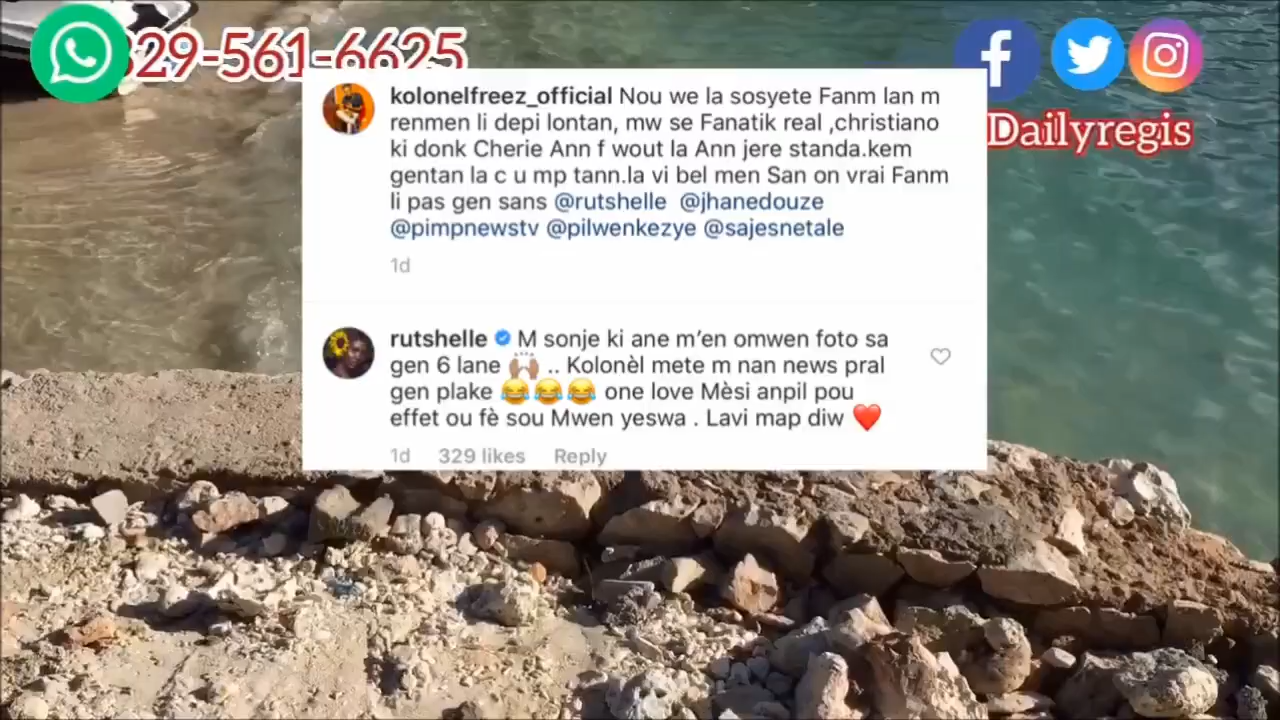 829-561-6625
Dailyregis
kolonelfreez_official Nou we la sosyete Fanm lan m
renmen li depi lontan, mw se Fanatik real ,christiano
ki donk Cherie Ann f wout la Ann jere standa.kem
gentan la c u mp tann.la vi bel men San on vrai Fanm
li pas gen sans @rutshelle @jhanedouze
@pimpnewstv @pilwenkezye @sajesnetale
1d
rutshelle M sonje ki ane m’en omwen foto sa
gen 6 lane 🙌🏽 .. Kolonèl mete m nan news pral
gen plake 😂😂😂 one love Mèsi anpil pou
effet ou fè sou Mwen yeswa . Lavi map diw ❤️
1d 329 likes Reply